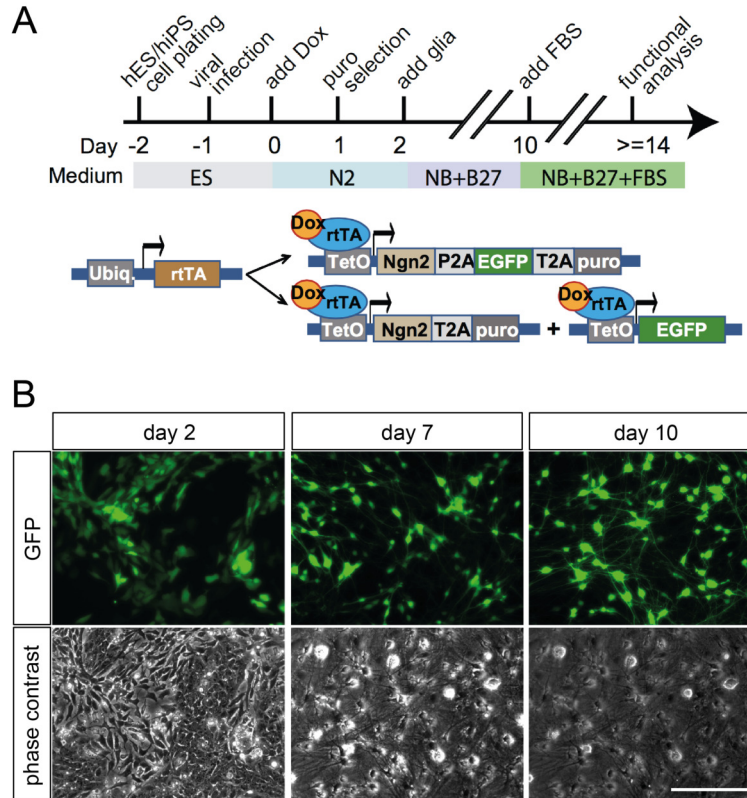 A
hES/hiPS
cell plating
viral
infection
add Dox
puro
selection
add glia
add FBS
functional
analysis
Day -2 -1 0 1 2 10 >=14
Medium ES N2 NB+B27 NB+B27+FBS
Ubiq. rtTA
Dox rtTA
TetO Ngn2 P2A EGFP T2A puro
Dox rtTA Dox rtTA
TetO Ngn2 T2A puro + TetO EGFP
B
day 2 day 7 day 10
GFP
phase contrast